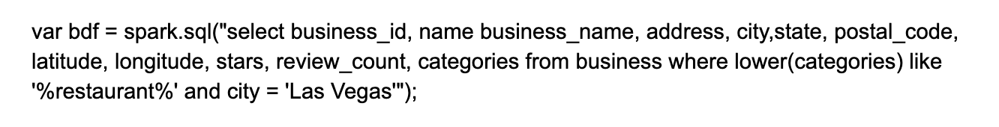 var bdf = spark.sql("select business_id, name business_name, address, city,state, postal_code,
latitude, longitude, stars, review_count, categories from business where lower(categories) like
'%restaurant%' and city = 'Las Vegas'");